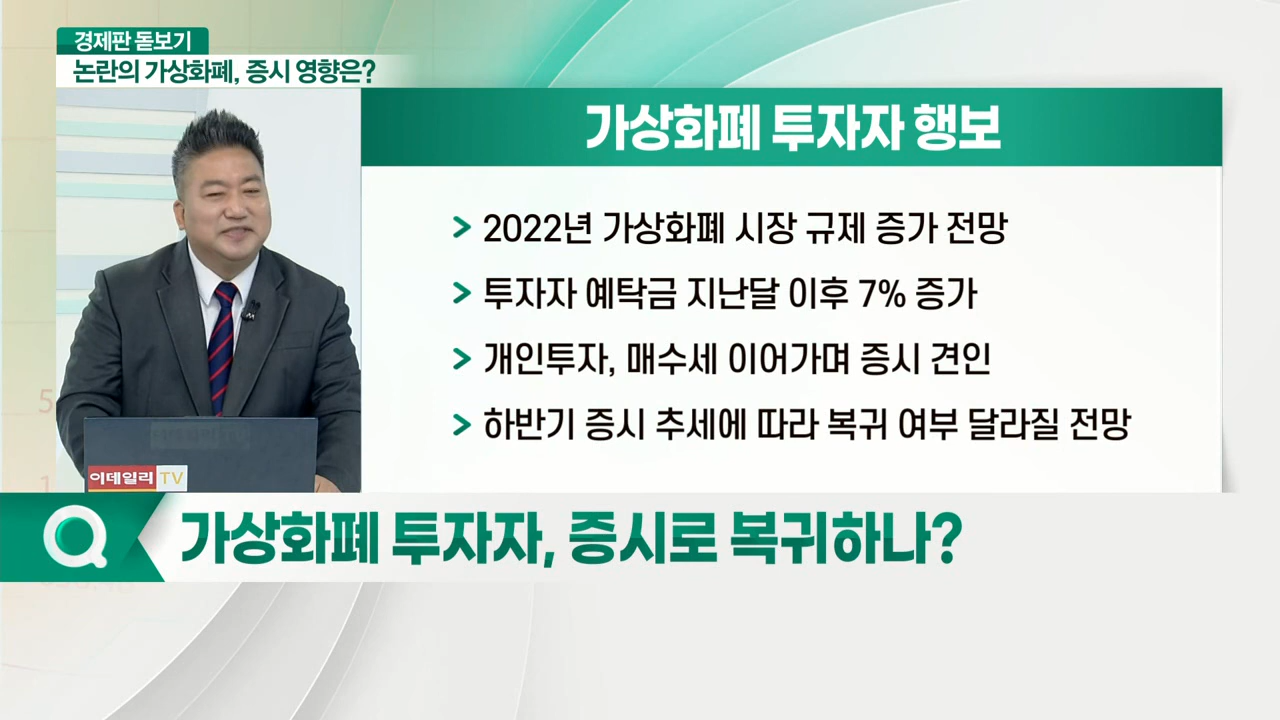 경제판 돋보기
논란의 가상화폐, 증시 영향은?
가상화폐 투자자 행보
> 2022년 가상화폐 시장 규제 증가 전망
> 투자자 예탁금 지난달 이후 7% 증가
> 개인투자, 매수세 이어가며 증시 견인
> 하반기 증시 추세에 따라 복귀 여부 달라질 전망
5
1
이데일리 TV
Q 가상화폐 투자자, 증시로 복귀하나?